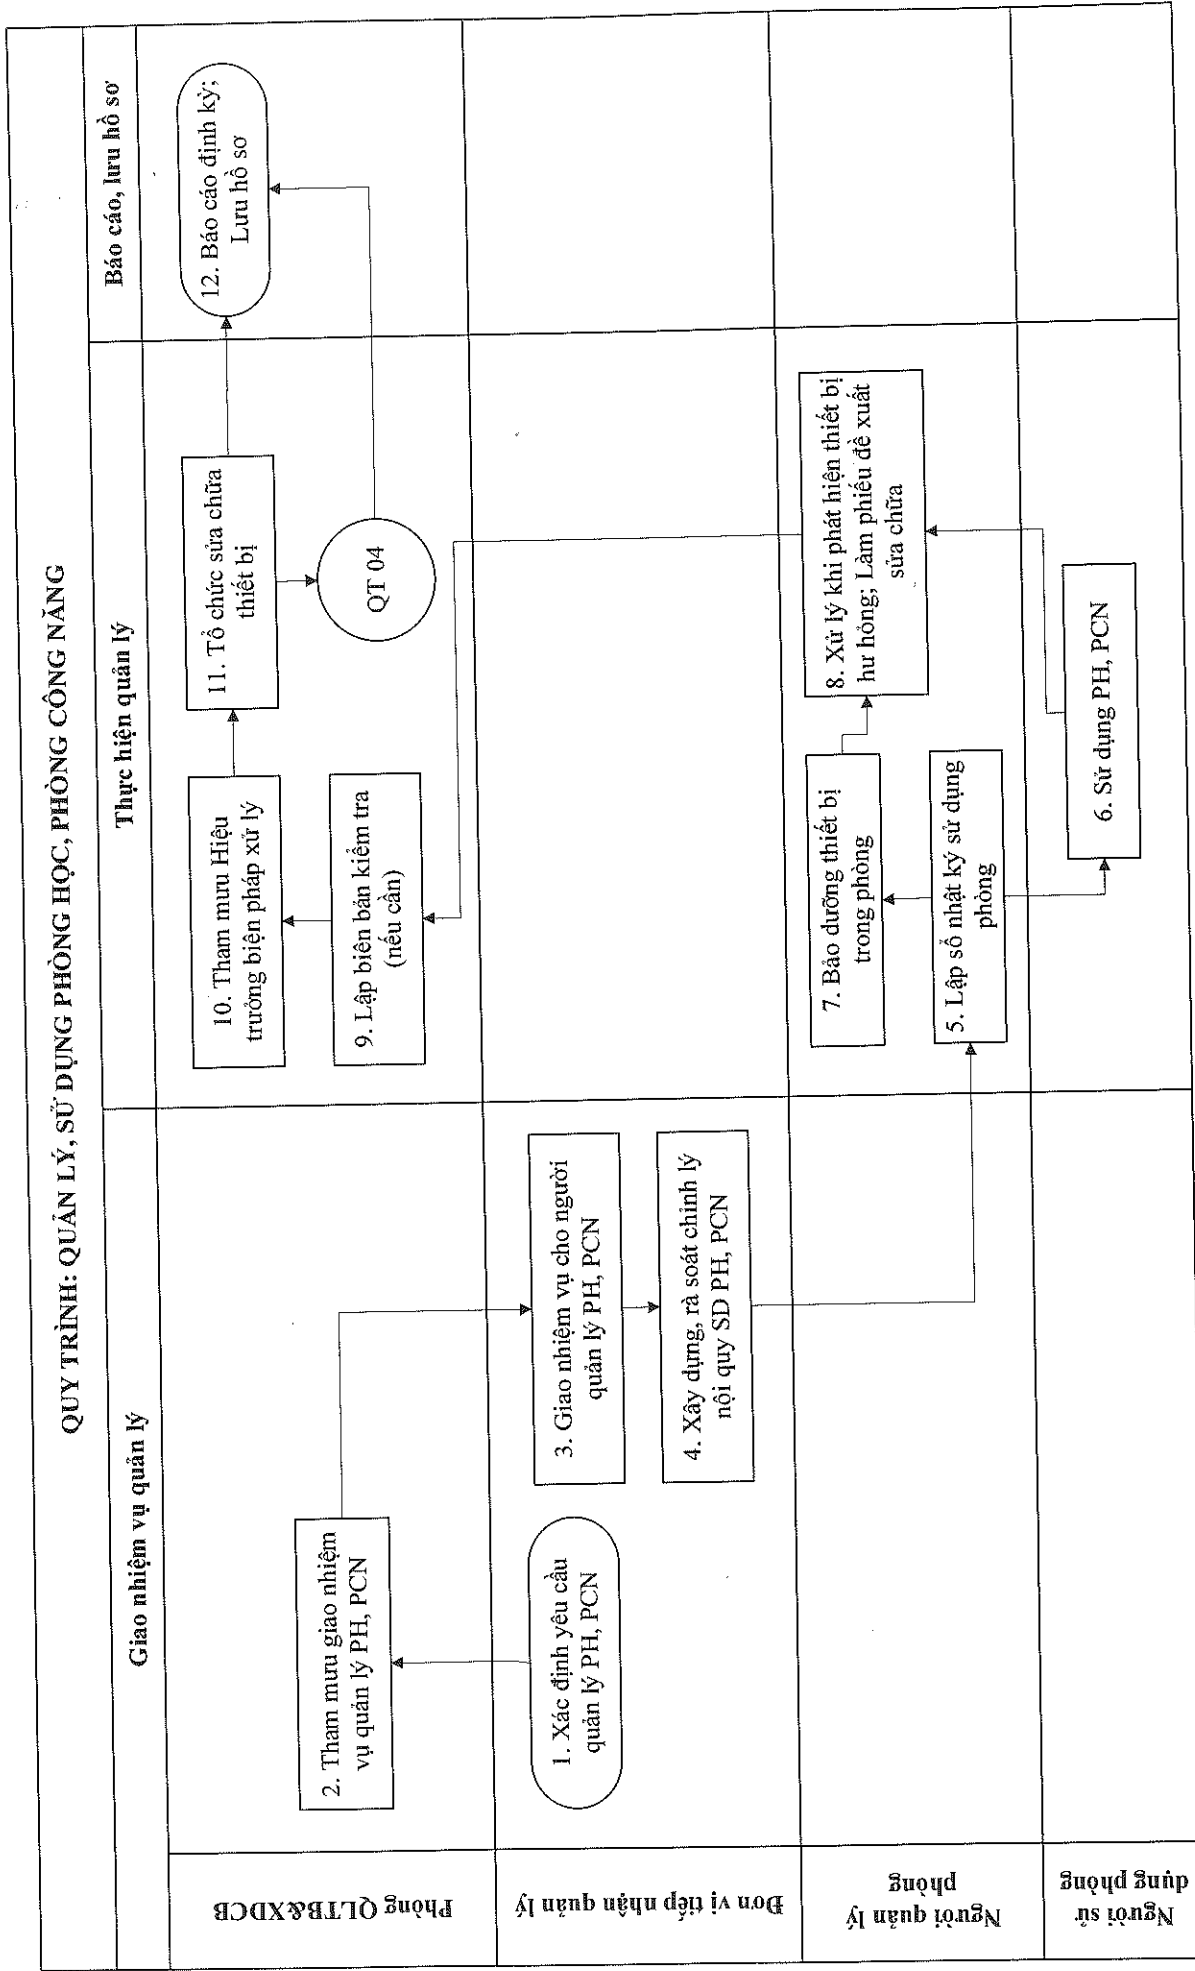 QUY TRÌNH: QUẢN LÝ, SỬ DỤNG PHÒNG HỌC, PHÒNG CÔNG NĂNG
Giao nhiệm vụ quản lý
Thực hiện quản lý
Báo cáo, lưu hồ sơ
Phòng QLTB&XDCB
2. Tham mưu giao nhiệm
vụ quản lý PH, PCN
10. Tham mưu Hiệu
trưởng biện pháp xử lý
9. Lập biên bản kiểm tra
(nếu cần)
11. Tổ chức sửa chữa
thiết bị
QT 04
12. Báo cáo định kỳ;
Lưu hồ sơ
Đơn vị tiếp nhận quản lý
1. Xác định yêu cầu
quản lý PH, PCN
3. Giao nhiệm vụ cho người
quản lý PH, PCN
4. Xây dựng, rà soát chỉnh lý
nội quy SD PH, PCN
Người quản lý
phòng
7. Bảo dưỡng thiết bị
trong phòng
5. Lập sổ nhật ký sử dụng
phòng
8. Xử lý khi phát hiện thiết bị
hư hỏng; Làm phiếu đề xuất
sửa chữa
Người sử
dụng phòng
6. Sử dụng PH, PCN